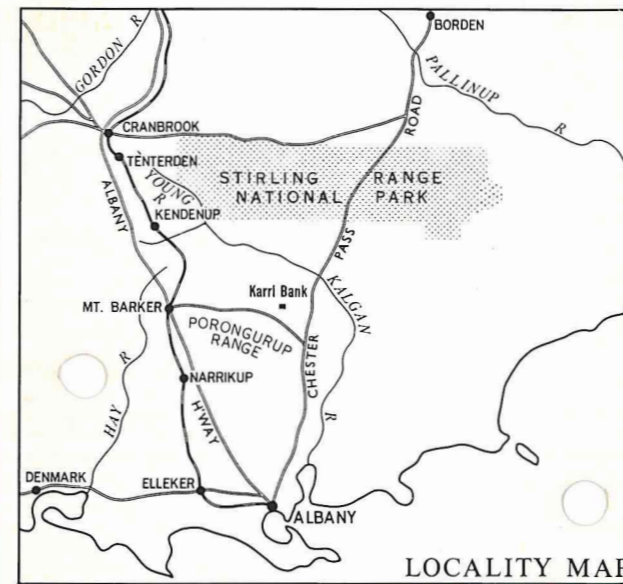 BORDEN
GORDON R
PALLINUP R
CRANBROOK
ROAD
TENTERDEN
STIRLING RANGE
NATIONAL PARK
YOUNG R
ALBANY
KENDENUP
PASS
Karri Bank
KALGAN R
MT. BARKER
PORONGURUP
RANGE
CHESTER
NARRIKUP
HAY R
H'WAY
DENMARK
ELLEKER
ALBANY
LOCALITY MAP